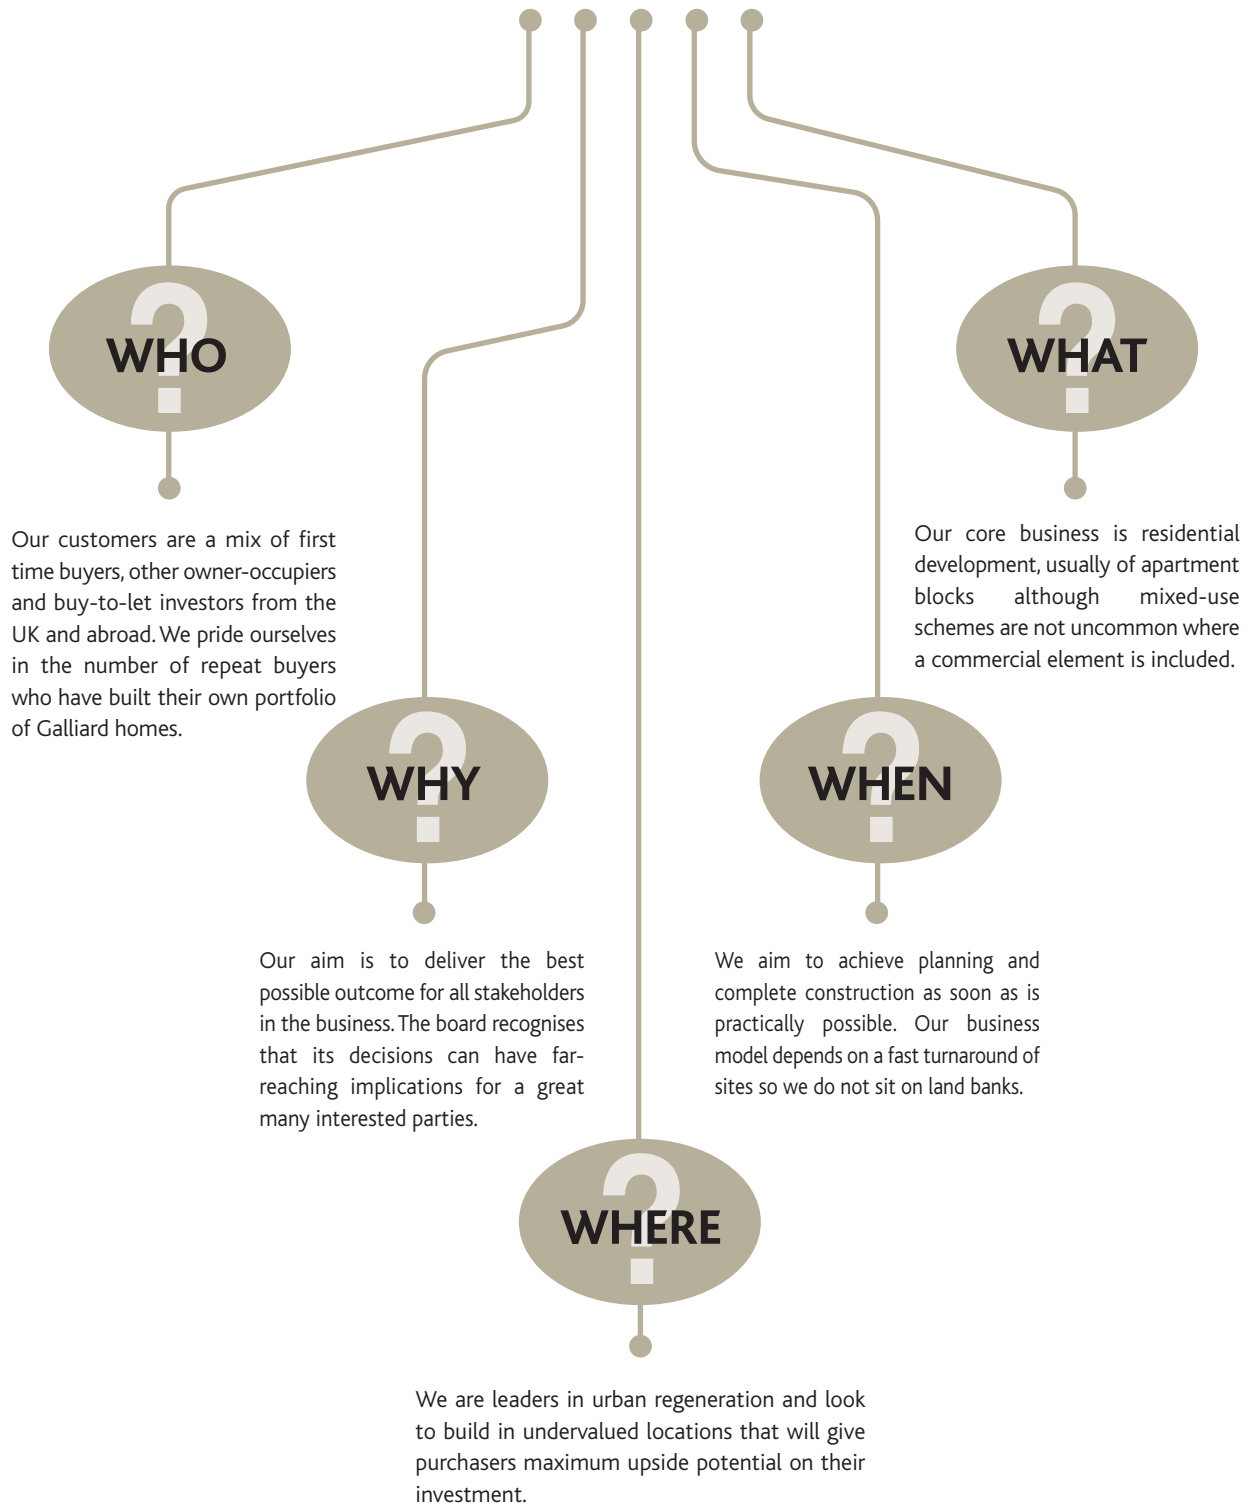 ?
WHO
Our customers are a mix of first
time buyers, other owner-occupiers
and buy-to-let investors from the
UK and abroad. We pride ourselves
in the number of repeat buyers
who have built their own portfolio
of Galliard homes.
?
WHAT
Our core business is residential
development, usually of apartment
blocks although mixed-use
schemes are not uncommon where
a commercial element is included.
?
WHY
Our aim is to deliver the best
possible outcome for all stakeholders
in the business. The board recognises
that its decisions can have far-
reaching implications for a great
many interested parties.
?
WHEN
We aim to achieve planning and
complete construction as soon as is
practically possible. Our business
model depends on a fast turnaround of
sites so we do not sit on land banks.
?
WHERE
We are leaders in urban regeneration and look
to build in undervalued locations that will give
purchasers maximum upside potential on their
investment.